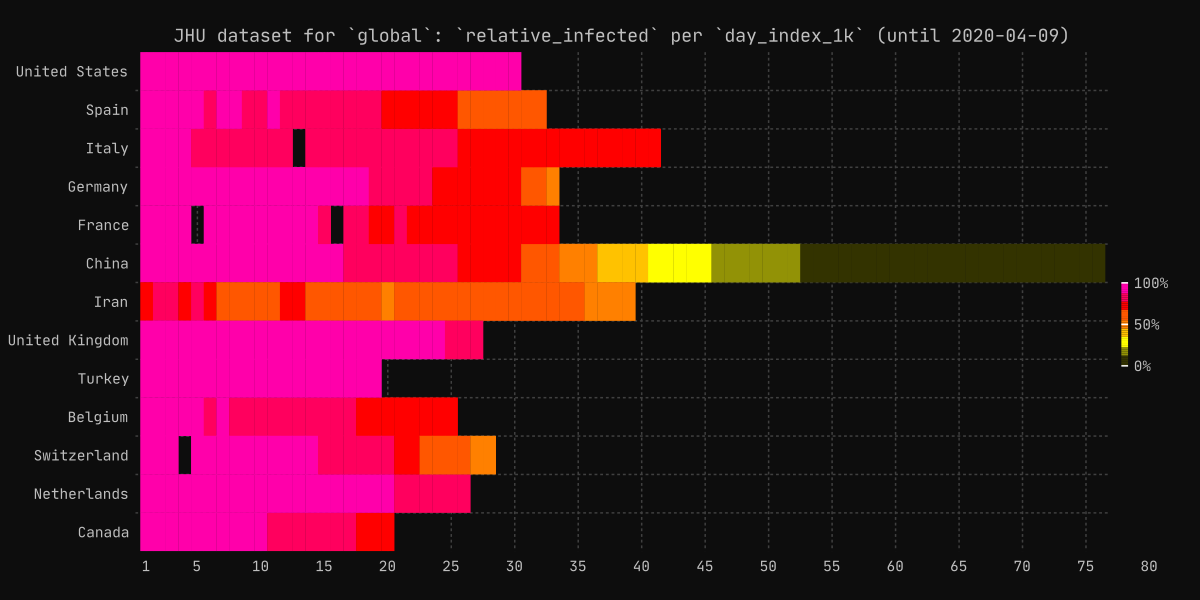 JHU dataset for `global`: `relative_infected` per `day_index_1k` (until 2020-04-09)
United States
Spain
Italy
Germany
France
China
Iran
100%
United Kingdom
50%
0%
Turkey
Belgium
Switzerland
Netherlands
Canada
1 5 10 15 20 25 30 35 40 45 50 55 60 65 70 75 80